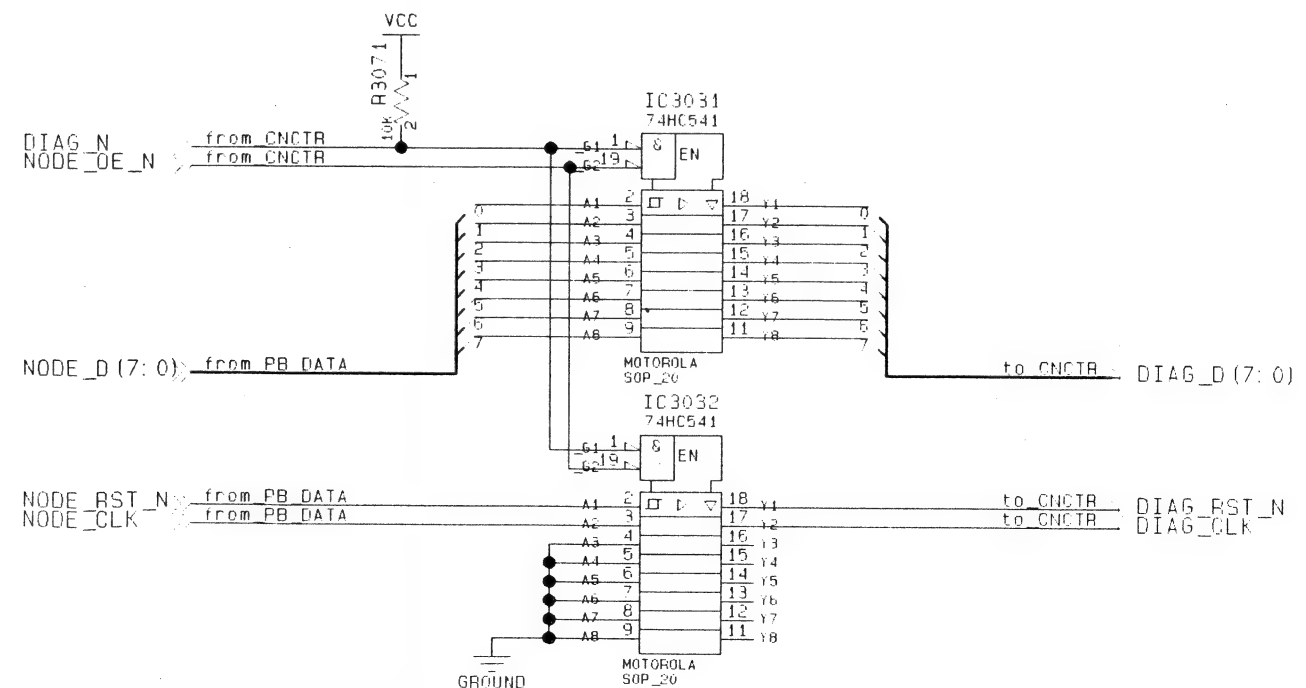 VCC
R3071
10K
1
2
IC3031
74HC541
DIAG_N from_CNCTR
NODE_OE_N from_CNCTR
_G1 1 & EN
_G2 19
A1 2 18 Y1
A2 3 17 Y2
A3 4 16 Y3
A4 5 15 Y4
A5 6 14 Y5
A6 7 13 Y6
A7 8 12 Y7
A8 9 11 Y8
0 0
1 1
2 2
3 3
4 4
5 5
6 6
7 7
MOTOROLA
SOP_20
NODE_D(7:0) from_PB_DATA
to_CNCTR DIAG_D(7:0)
IC3032
74HC541
_G1 1 & EN
_G2 19
NODE_RST_N from_PB_DATA
NODE_CLK from_PB_DATA
A1 2 18 Y1 to_CNCTR DIAG_RST_N
A2 3 17 Y2 to_CNCTR DIAG_CLK
A3 4 16 Y3
A4 5 15 Y4
A5 6 14 Y5
A6 7 13 Y6
A7 8 12 Y7
A8 9 11 Y8
GROUND
MOTOROLA
SOP_20